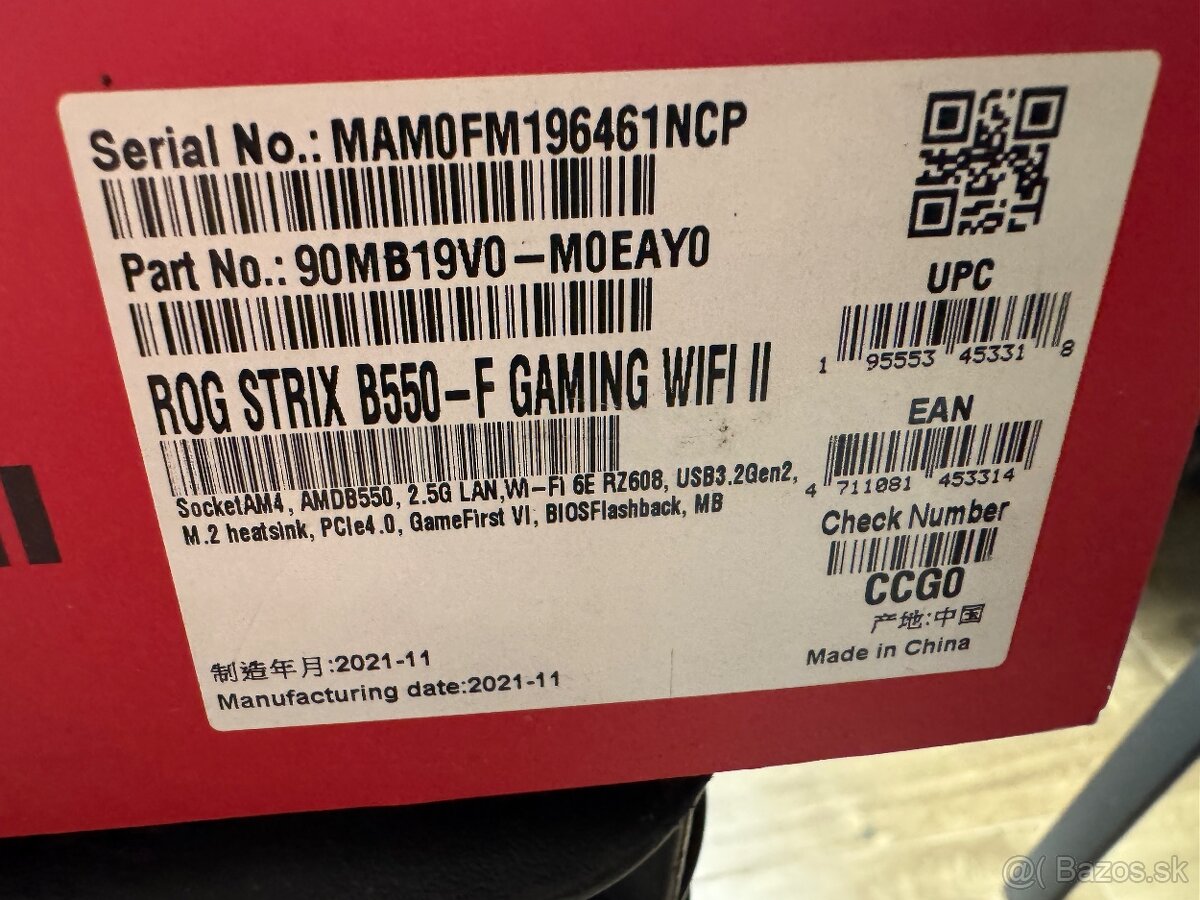 Serial No.: MAM0FM196461NCP
Part No.: 90MB19V0-M0EAY0
ROG STRIX B550-F GAMING WIFI II
SocketAM4, AMDB550, 2.5G LAN,Wi-Fi 6E RZ608, USB3.2Gen2,
M.2 heatsink, PCIe4.0, GameFirst VI, BIOSFlashback, MB
制造年月:2021-11
Manufacturing date:2021-11
UPC
1 95553 45331 8
EAN
4 711081 453314
Check Number
CCG0
产地:中国
Made in China
@( Bazos.sk